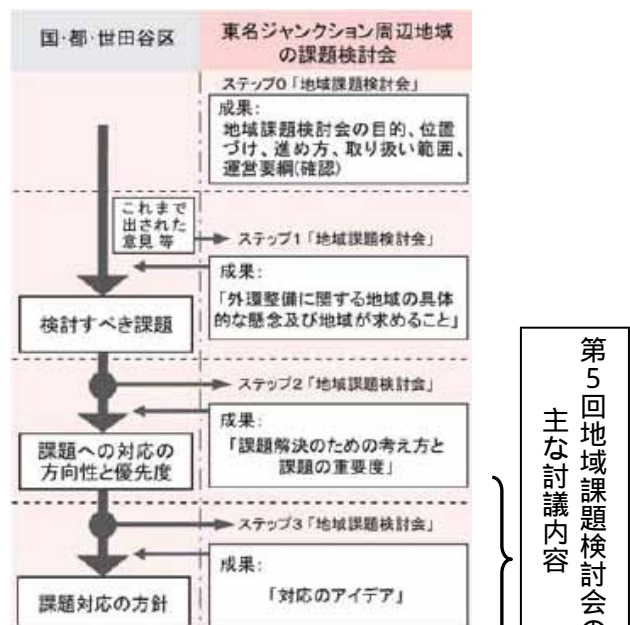 国・都・世田谷区
東名ジャンクション周辺地域
の課題検討会
ステップ0「地域課題検討会」
成果：
地域課題検討会の目的、位置
づけ、進め方、取り扱い範囲、
運営要綱(確認)
これまで
出された
意見 等
ステップ1「地域課題検討会」
成果：
「外環整備に関する地域の具体
的な懸念及び地域が求めること」
検討すべき課題
ステップ2「地域課題検討会」
成果：
「課題解決のための考え方と
課題の重要度」
課題への対応の
方向性と優先度
ステップ3「地域課題検討会」
成果：
「対応のアイデア」
課題対応の方針
第5回地域課題検討会の
主な討議内容